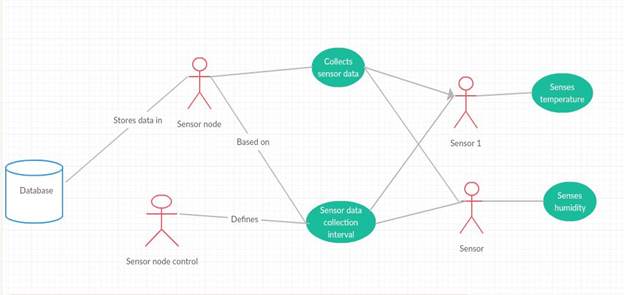 Collects
sensor data
Senses
temperature
Stores data in
Sensor node
Based on
Sensor 1
Database
Sensor node control
Defines
Sensor data
collection
interval
Senses
humidity
Sensor